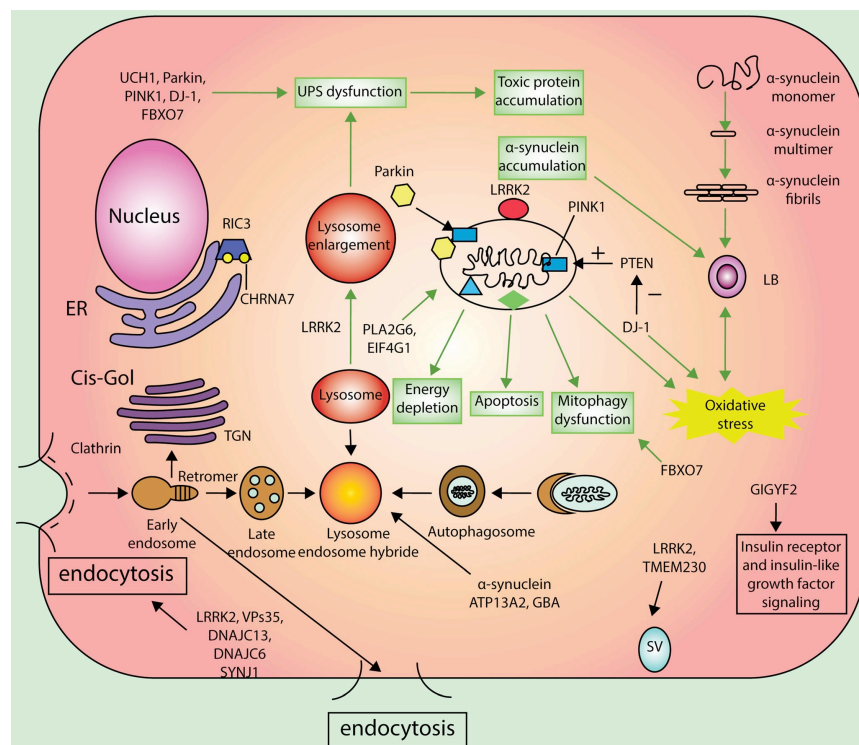 UCH1, Parkin,
PINK1, DJ-1,
FBXO7
UPS dysfunction
Toxic protein
accumulation
α-synuclein
monomer
α-synuclein
multimer
α-synuclein
fibrils
α-synuclein
accumulation
Parkin
LRRK2
PINK1
Nucleus
RIC3
Lysosome
enlargement
+
PTEN
LB
CHRNA7
ER
LRRK2
PLA2G6,
EIF4G1
–
DJ-1
Cis-Gol
Lysosome
Energy
depletion
Apoptosis
Mitophagy
dysfunction
Oxidative
stress
TGN
Clathrin
Retromer
FBXO7
GIGYF2
Early
endosome
Late
endosome
Lysosome
endosome hybride
Autophagosome
endocytosis
α-synuclein
ATP13A2, GBA
LRRK2,
TMEM230
Insulin receptor
and insulin-like
growth factor
signaling
LRRK2, VPs35,
DNAJC13,
DNAJC6
SYNJ1
SV
endocytosis